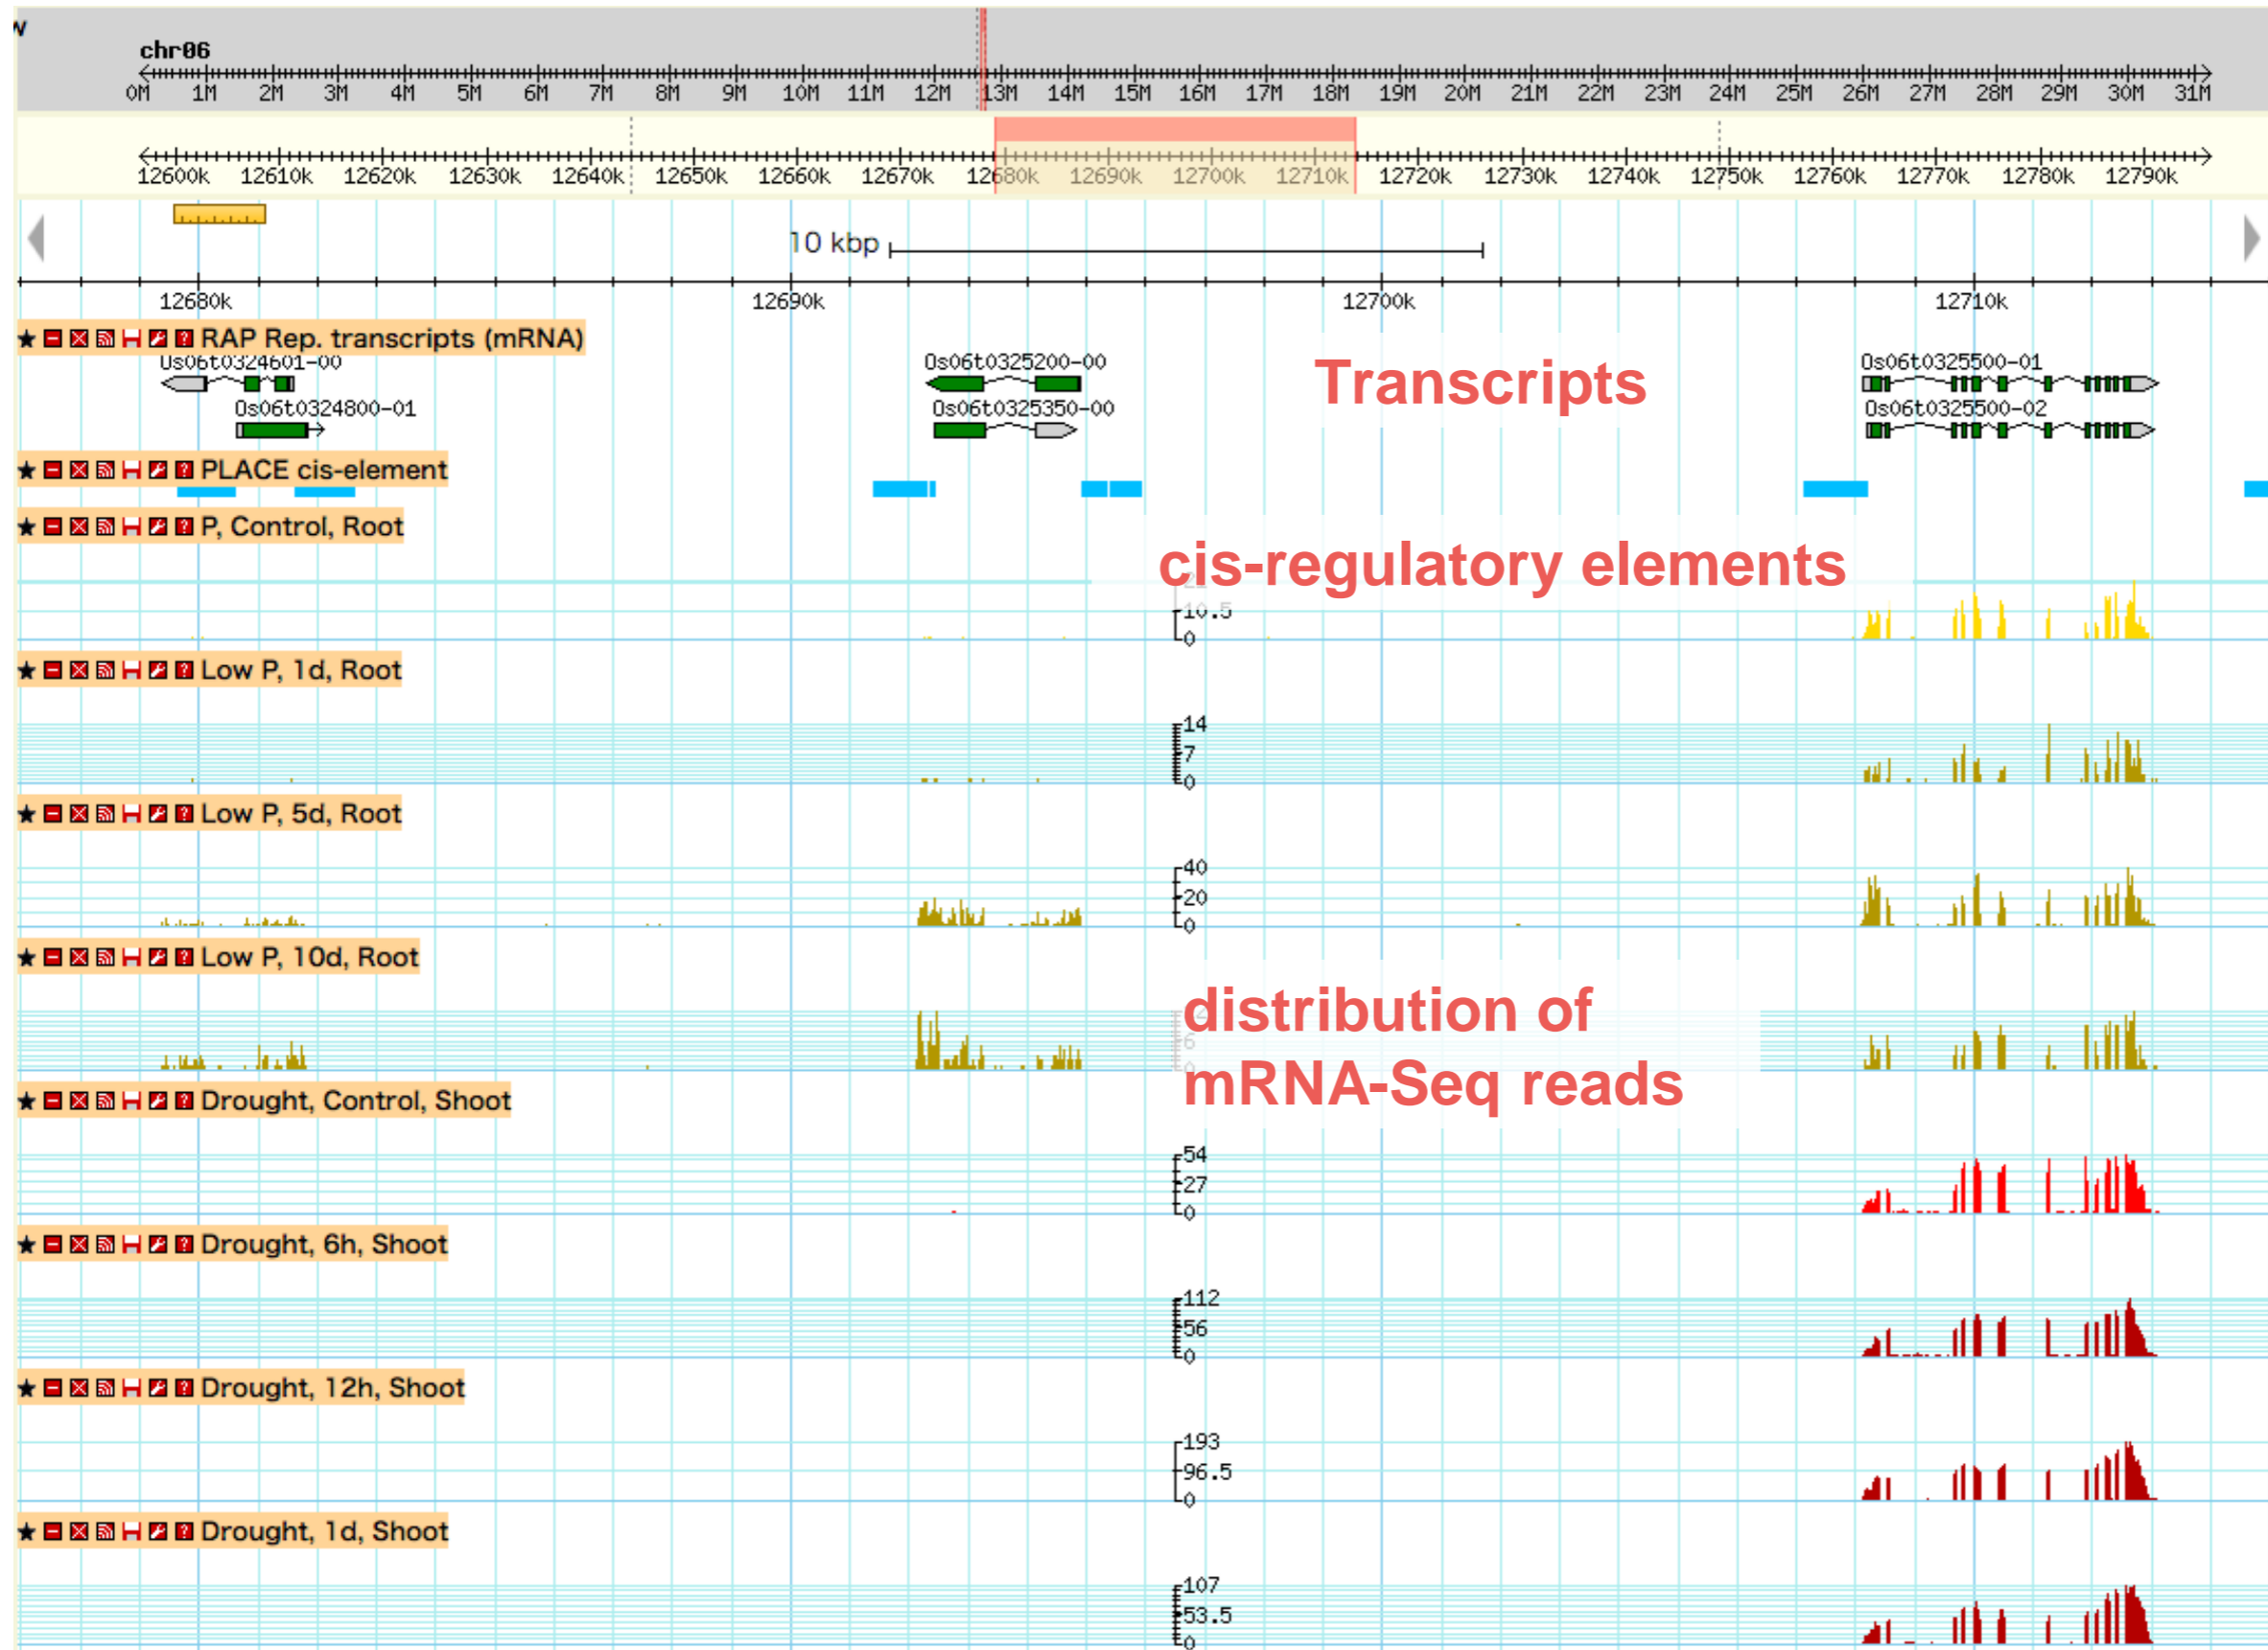 chr06
0M 1M 2M 3M 4M 5M 6M 7M 8M 9M 10M 11M 12M 13M 14M 15M 16M 17M 18M 19M 20M 21M 22M 23M 24M 25M 26M 27M 28M 29M 30M 31M
12600k 12610k 12620k 12630k 12640k 12650k 12660k 12670k 12680k 12690k 12700k 12710k 12720k 12730k 12740k 12750k 12760k 12770k 12780k 12790k
10 kbp
12680k 12690k 12700k 12710k
RAP Rep. transcripts (mRNA)
Os06t0324601-00 Os06t0325200-00 Os06t0325500-01
Transcripts
Os06t0324800-01 Os06t0325350-00 Os06t0325500-02
PLACE cis-element
P, Control, Root
cis-regulatory elements
10.5
0
Low P, 1d, Root
14
7
0
Low P, 5d, Root
40
20
0
Low P, 10d, Root
distribution of
6
0
mRNA-Seq reads
Drought, Control, Shoot
54
27
0
Drought, 6h, Shoot
112
56
0
Drought, 12h, Shoot
193
96.5
0
Drought, 1d, Shoot
107
53.5
0